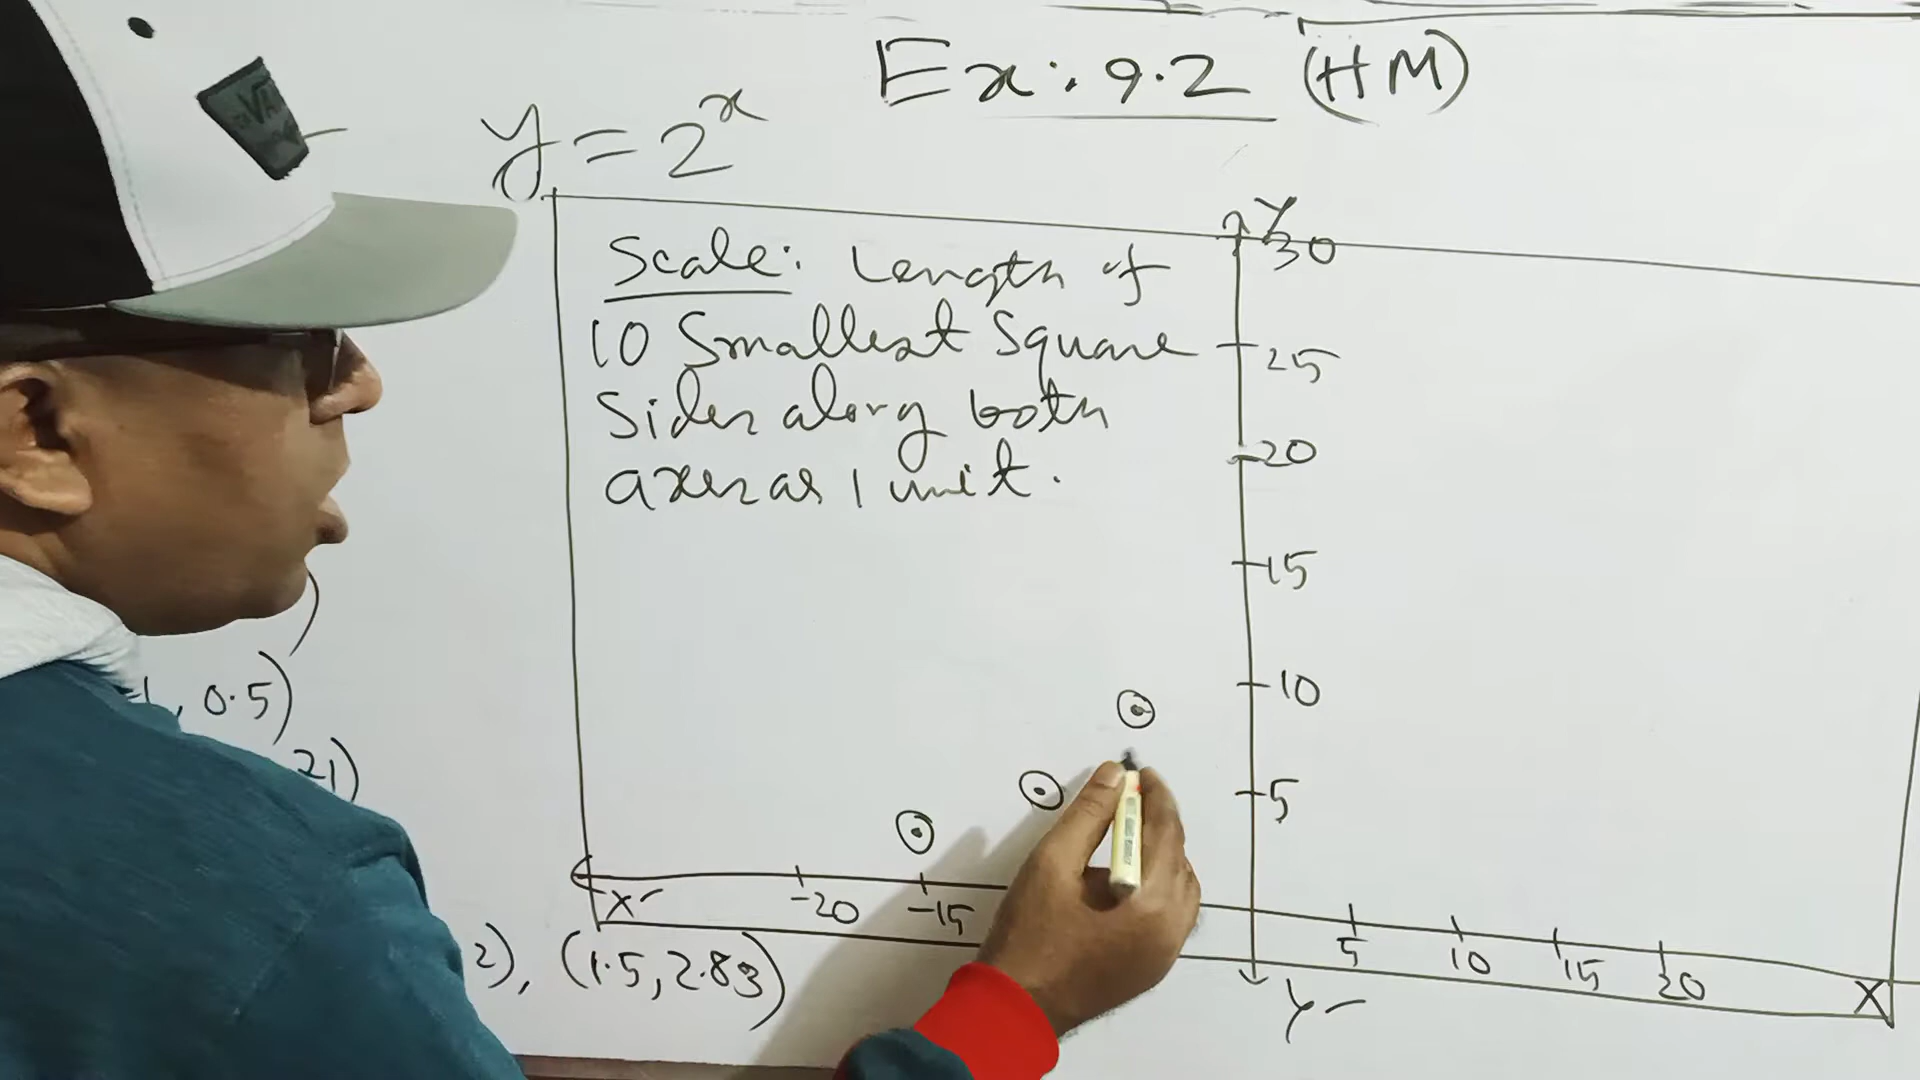 Ex: 9.2 (HM)
y = 2^x
Scale: Length of
10 Smallest Square
Sides along both
axes as 1 unit.
Y
30
25
20
15
10
5
, 0.5)
21)
2), (1.5, 2.83)
X-
-20
-15
5
10
15
20
X
Y-